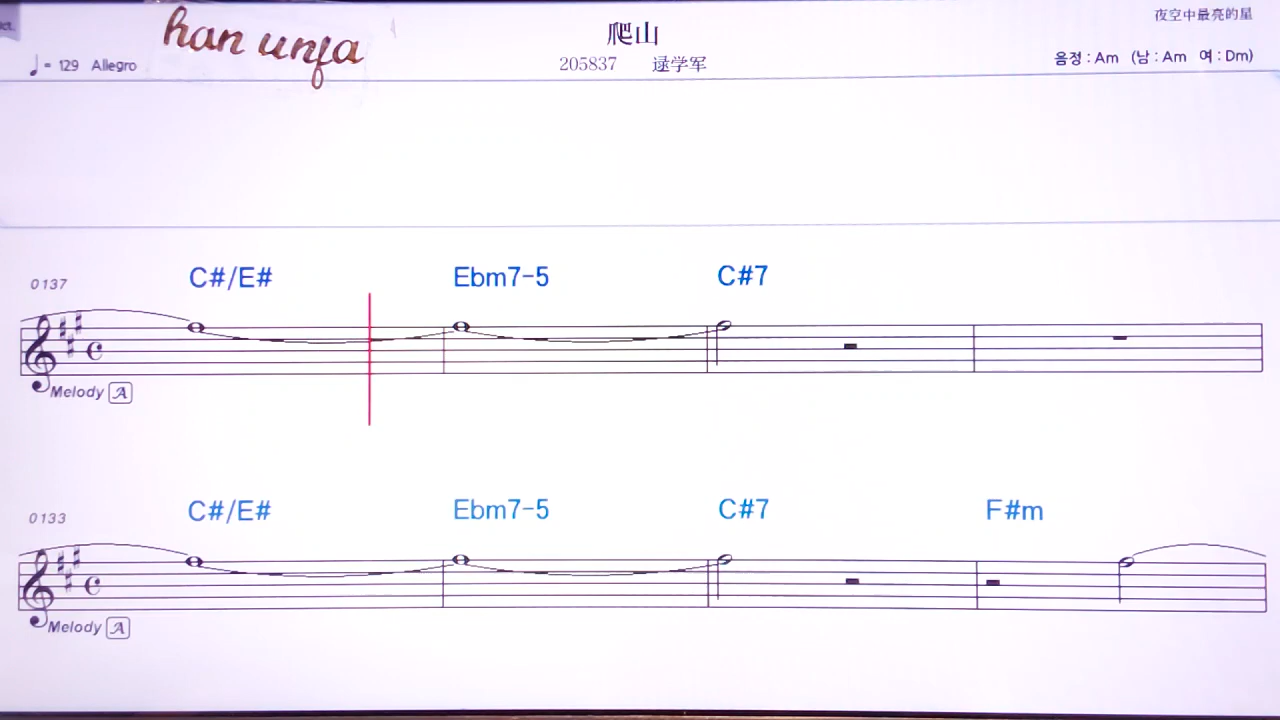 han unfa
爬山
夜空中最亮的星
♩= 129 Allegro
205837 逯学军
음정 : Am (남 : Am 여 : Dm)
0137
C#/E# Ebm7-5 C#7
Melody A
0133
C#/E# Ebm7-5 C#7 F#m
Melody A